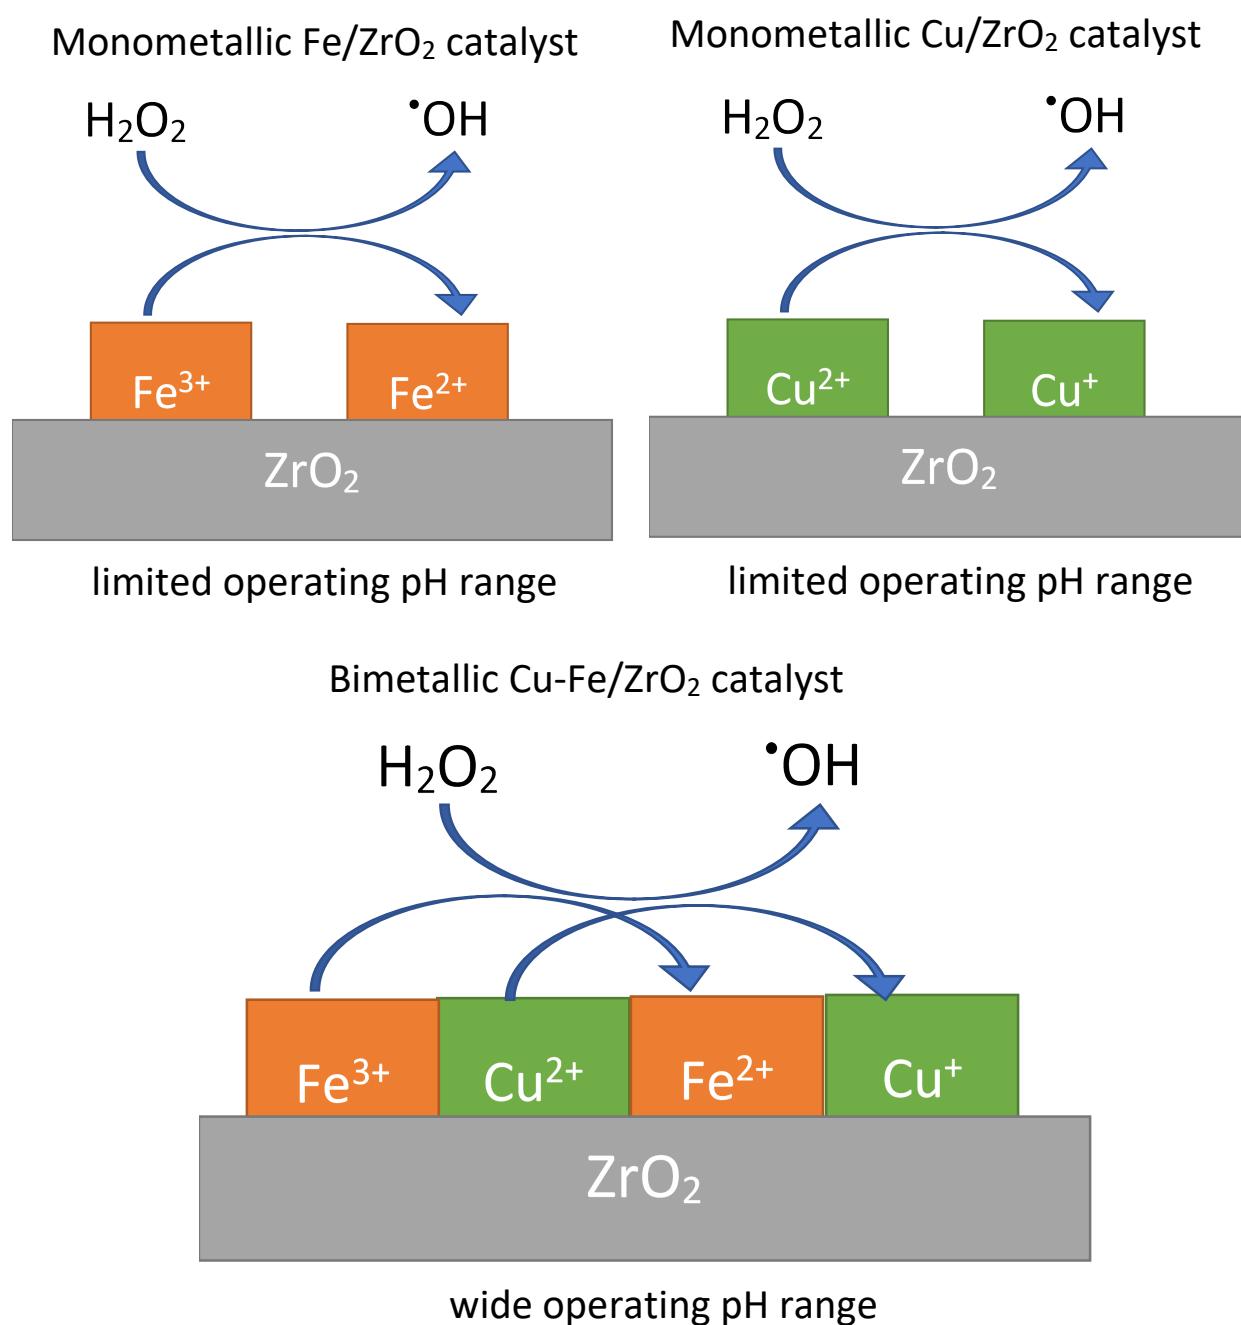 Monometallic Fe/ZrO₂ catalyst
H₂O₂ •OH
Fe³⁺ Fe²⁺
ZrO₂
limited operating pH range
Monometallic Cu/ZrO₂ catalyst
H₂O₂ •OH
Cu²⁺ Cu⁺
ZrO₂
limited operating pH range
Bimetallic Cu-Fe/ZrO₂ catalyst
H₂O₂ •OH
Fe³⁺ Cu²⁺ Fe²⁺ Cu⁺
ZrO₂
wide operating pH range